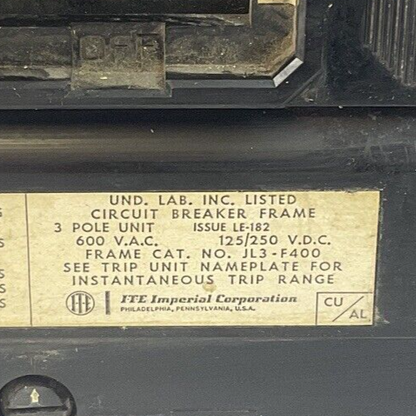 UND. LAB. INC. LISTED
CIRCUIT BREAKER FRAME
3 POLE UNIT ISSUE LE-182
600 V.A.C. 125/250 V.D.C.
FRAME CAT. NO. JL3-F400
SEE TRIP UNIT NAMEPLATE FOR
INSTANTANEOUS TRIP RANGE
ITE ITE Imperial Corporation
PHILADELPHIA, PENNSYLVANIA, U.S.A.
CU/AL